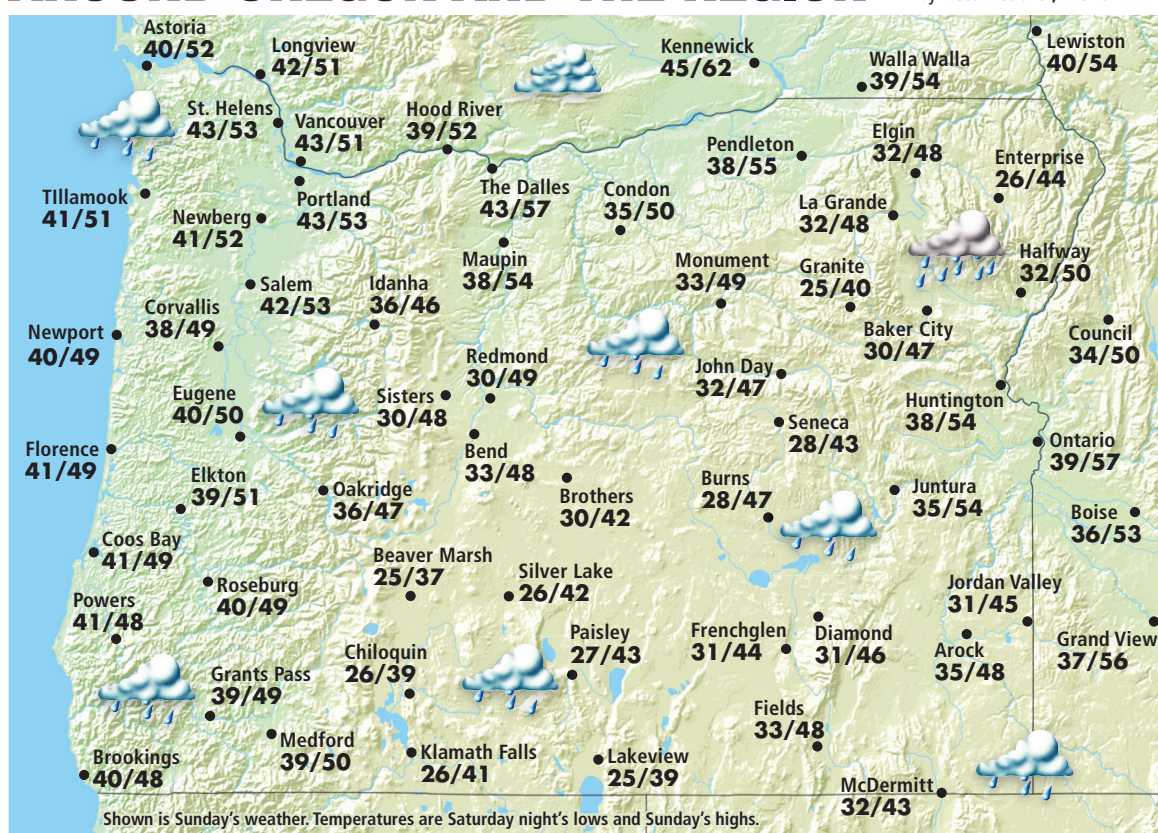 Astoria
40/52
Longview
42/51
Kennewick
45/62
Walla Walla
39/54
Lewiston
40/54
St. Helens
43/53
Vancouver
43/51
Hood River
39/52
Pendleton
38/55
Elgin
32/48
Enterprise
26/44
TIllamook
41/51
Newberg
41/52
Portland
43/53
The Dalles
43/57
Condon
35/50
La Grande
32/48
Maupin
38/54
Monument
33/49
Granite
25/40
Halfway
32/50
Salem
42/53
Idanha
36/46
Corvallis
38/49
Newport
40/49
Baker City
30/47
Council
34/50
Redmond
30/49
John Day
32/47
Eugene
40/50
Sisters
30/48
Huntington
38/54
Seneca
28/43
Florence
41/49
Bend
33/48
Ontario
39/57
Elkton
39/51
Oakridge
36/47
Brothers
30/42
Burns
28/47
Juntura
35/54
Boise
36/53
Coos Bay
41/49
Beaver Marsh
25/37
Silver Lake
26/42
Roseburg
40/49
Jordan Valley
31/45
Powers
41/48
Paisley
27/43
Frenchglen
31/44
Diamond
31/46
Arock
35/48
Grand View
37/56
Chiloquin
26/39
Grants Pass
39/49
Fields
33/48
Medford
39/50
Klamath Falls
26/41
Lakeview
25/39
Brookings
40/48
McDermitt
32/43
Shown is Sunday's weather. Temperatures are Saturday night's lows and Sunday's highs.